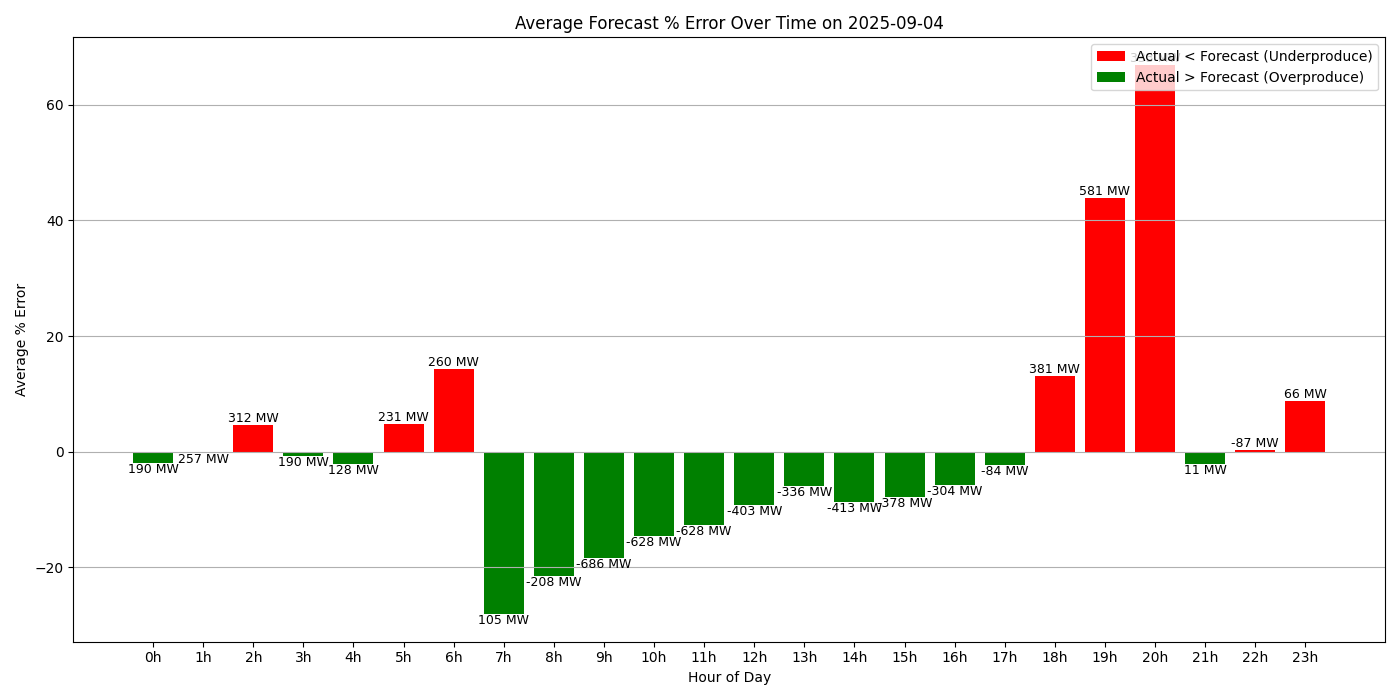 Average Forecast % Error Over Time on 2025-09-04
Actual < Forecast (Underproduce)
Actual > Forecast (Overproduce)
Average % Error
60
40
20
0
−20
190 MW
257 MW
312 MW
190 MW
128 MW
231 MW
260 MW
105 MW
-208 MW
-686 MW
-628 MW
-628 MW
-403 MW
-336 MW
-413 MW
-378 MW
-304 MW
-84 MW
381 MW
581 MW
11 MW
-87 MW
66 MW
0h 1h 2h 3h 4h 5h 6h 7h 8h 9h 10h 11h 12h 13h 14h 15h 16h 17h 18h 19h 20h 21h 22h 23h
Hour of Day